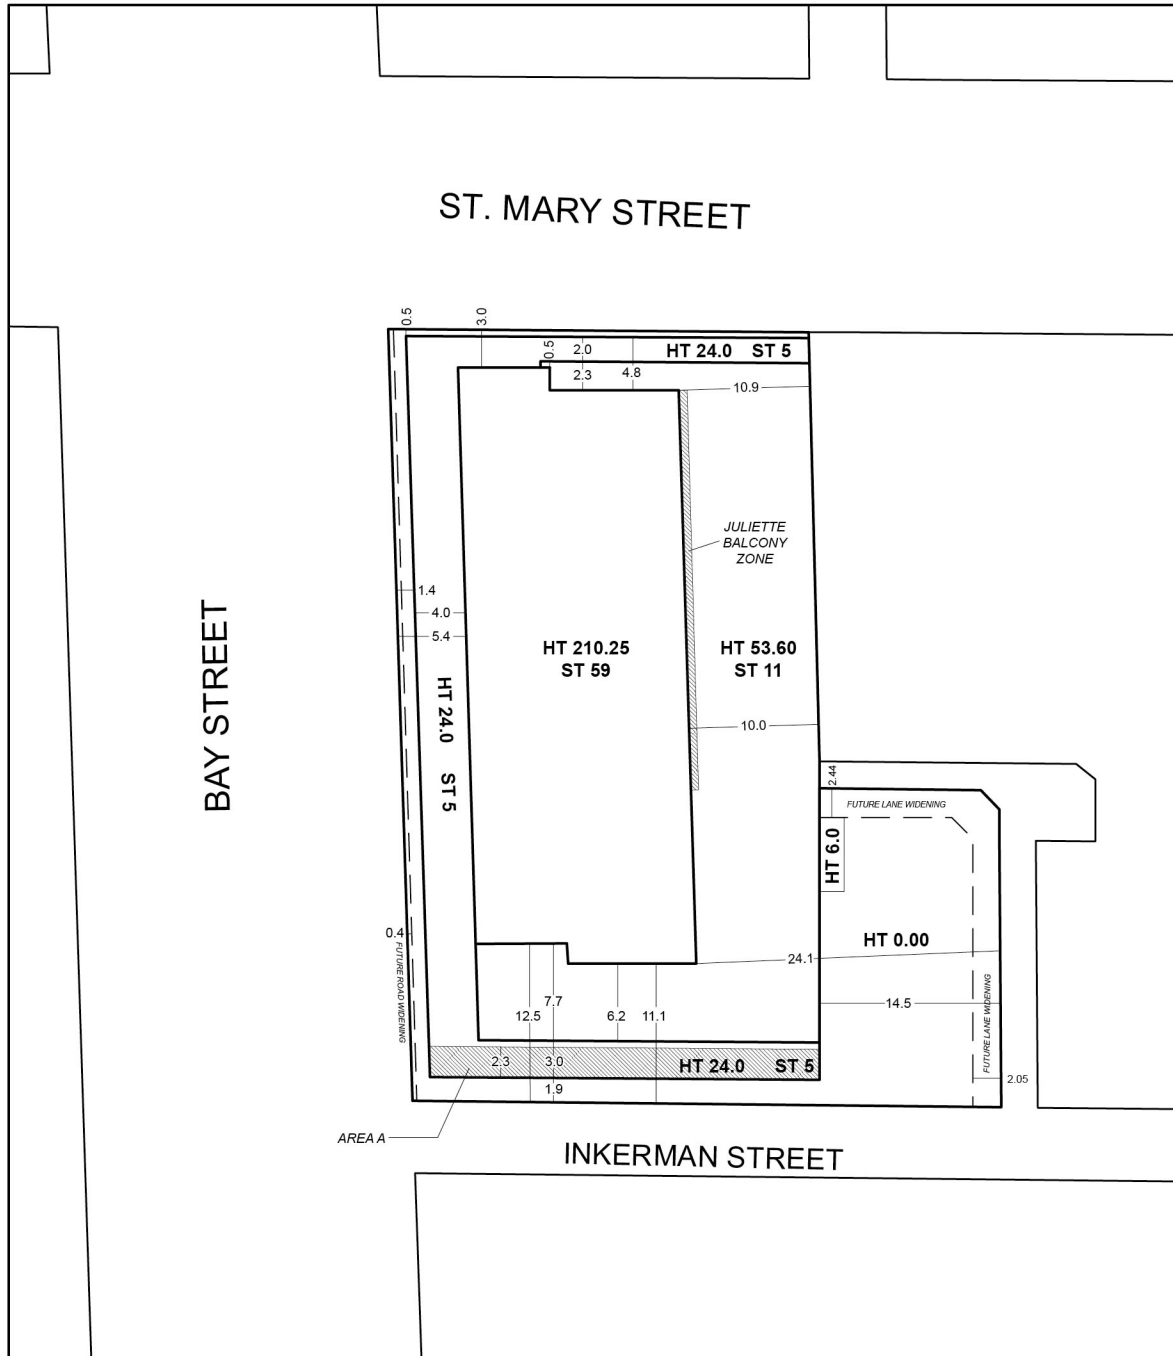 ST. MARY STREET
0.5
3.0
0.5
2.0
HT 24.0 ST 5
2.3
4.8
10.9
JULIETTE
BALCONY
ZONE
1.4
4.0
5.4
BAY STREET
HT 24.0 ST 5
HT 210.25
ST 59
HT 53.60
ST 11
10.0
2.44
FUTURE LANE WIDENING
HT 6.0
0.4
FUTURE ROAD WIDENING
HT 0.00
24.1
14.5
FUTURE LANE WIDENING
7.7
12.5
6.2
11.1
2.3
3.0
HT 24.0 ST 5
2.05
1.9
AREA A
INKERMAN STREET